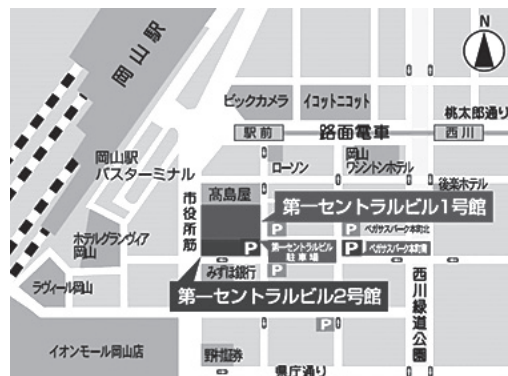 N
岡山駅
ビックカメラ
イコットニコット
桃太郎通り
駅前
路面電車
西川
岡山駅
バスターミナル
ローソン
岡山
ワシントンホテル
後楽ホテル
市役所筋
髙島屋
第一セントラルビル1号館
P
P
ペガサスパーク本町北
ホテルグランヴィア
岡山
P
第一セントラルビル
駐車場
P
ペガサスパーク本町南
みずほ銀行
P
ラヴィール岡山
第一セントラルビル2号館
西川緑道公園
P
イオンモール岡山店
野村証券
県庁通り